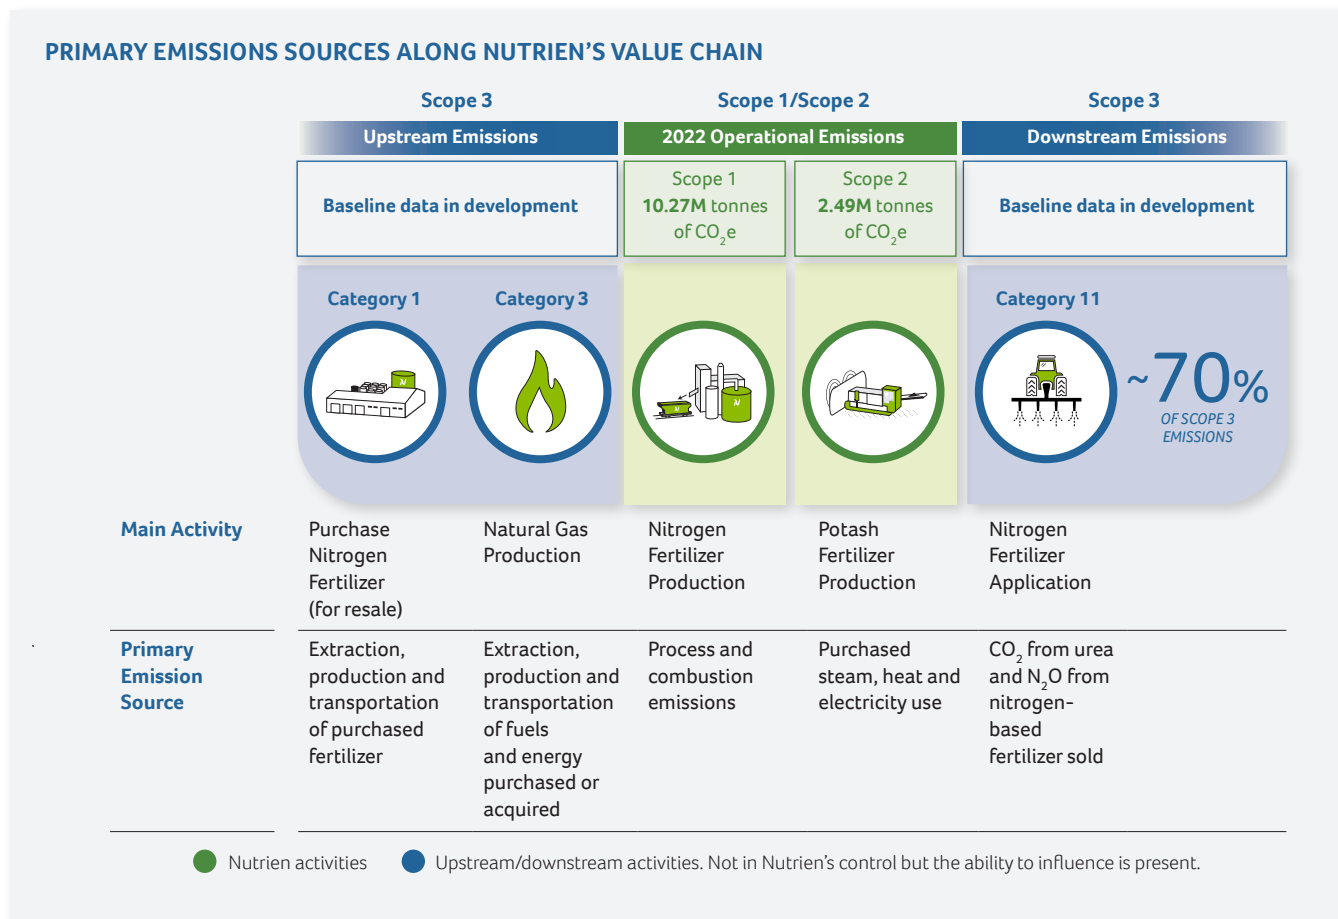 PRIMARY EMISSIONS SOURCES ALONG NUTRIEN'S VALUE CHAIN
Scope 3
Scope 1/Scope 2
Scope 3
Upstream Emissions
2022 Operational Emissions
Downstream Emissions
Baseline data in development
Scope 1
10.27M tonnes
of CO₂e
Scope 2
2.49M tonnes
of CO₂e
Baseline data in development
Category 1
Category 3
Category 11
~70%
OF SCOPE 3
EMISSIONS
Main Activity
Purchase
Nitrogen
Fertilizer
(for resale)
Natural Gas
Production
Nitrogen
Fertilizer
Production
Potash
Fertilizer
Production
Nitrogen
Fertilizer
Application
Primary
Emission
Source
Extraction,
production and
transportation
of purchased
fertilizer
Extraction,
production and
transportation
of fuels
and energy
purchased or
acquired
Process and
combustion
emissions
Purchased
steam, heat and
electricity use
CO₂ from urea
and N₂O from
nitrogen-
based
fertilizer sold
Nutrien activities
Upstream/downstream activities. Not in Nutrien's control but the ability to influence is present.